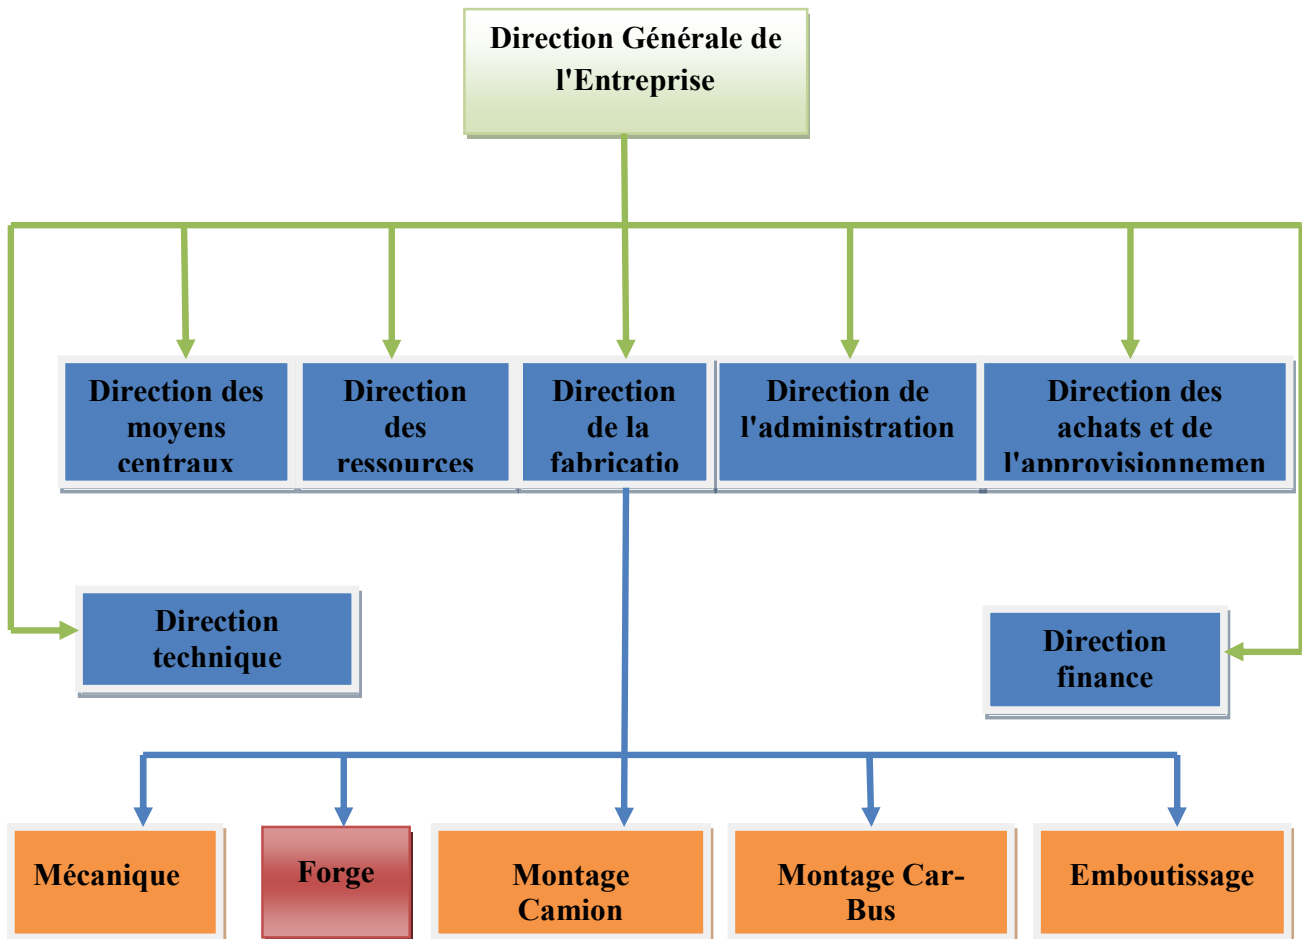 Direction Générale de
l'Entreprise
Direction des
moyens
centraux
Direction
des
ressources
Direction
de la
fabricatio
Direction de
l'administration
Direction des
achats et de
l'approvisionnemen
Direction
technique
Direction
finance
Mécanique
Forge
Montage
Camion
Montage Car-
Bus
Emboutissage